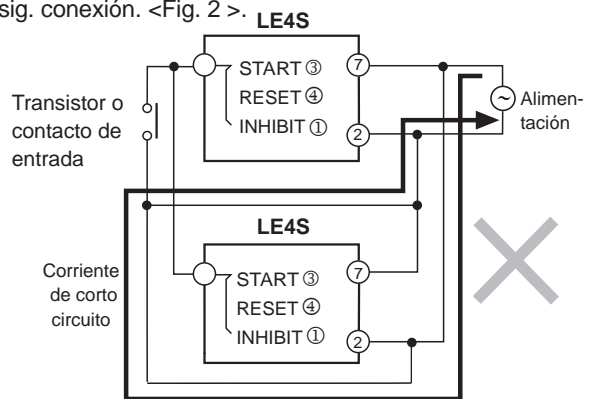 sig. conexión. <Fig. 2 >.
LE4S
START ③
RESET ④
INHIBIT ①
7
2
Transistor o
contacto de
entrada
~
Alimen-
tación
LE4S
START ③
RESET ④
INHIBIT ①
7
2
Corriente
de corto
circuito